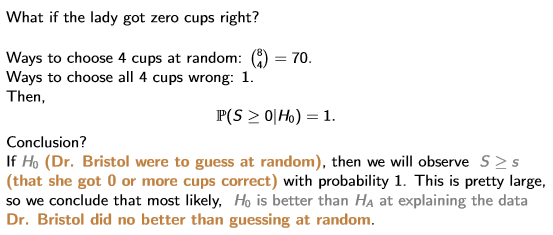 What if the lady got zero cups right?
Ways to choose 4 cups at random: $\binom{8}{4}$ = 70.
Ways to choose all 4 cups wrong: 1.
Then,
ℙ(S ≥ 0|H₀) = 1.
Conclusion?
If H₀ (Dr. Bristol were to guess at random), then we will observe S ≥ s
(that she got 0 or more cups correct) with probability 1. This is pretty large,
so we conclude that most likely, H₀ is better than H_A at explaining the data
Dr. Bristol did no better than guessing at random.